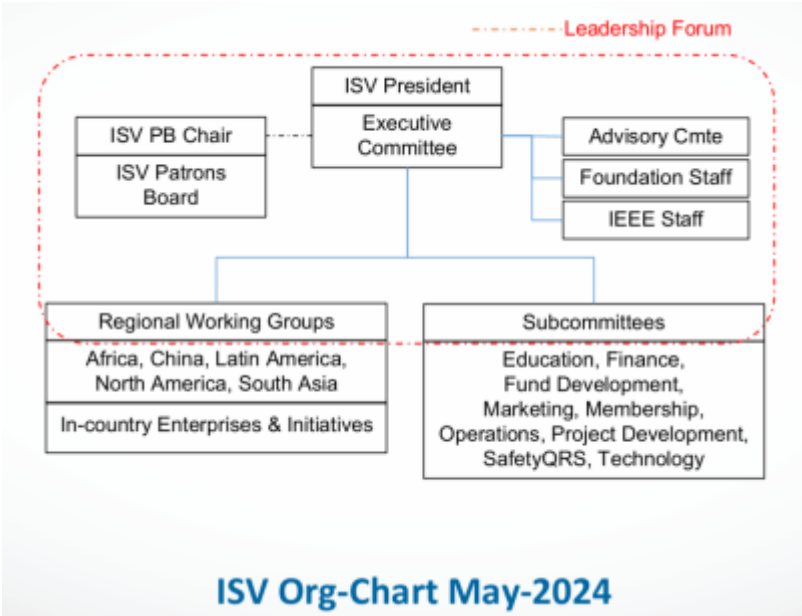 Leadership Forum
ISV President
Executive
Committee
ISV PB Chair
ISV Patrons
Board
Advisory Cmte
Foundation Staff
IEEE Staff
Regional Working Groups
Africa, China, Latin America,
North America, South Asia
In-country Enterprises & Initiatives
Subcommittees
Education, Finance,
Fund Development,
Marketing, Membership,
Operations, Project Development,
SafetyQRS, Technology
ISV Org-Chart May-2024